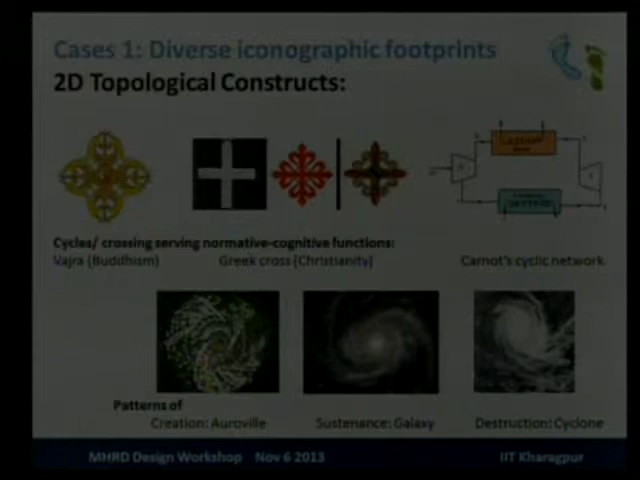 Cases 1: Diverse iconographic footprints
2D Topological Constructs:
Cycles/ crossing serving normative-cognitive functions:
Vajra (Buddhism)
Greek cross (Christianity)
Carnot's cyclic network
Patterns of
Creation: Auroville
Sustenance: Galaxy
Destruction: Cyclone
MHRD Design Workshop Nov 6 2013
IIT Kharagpur